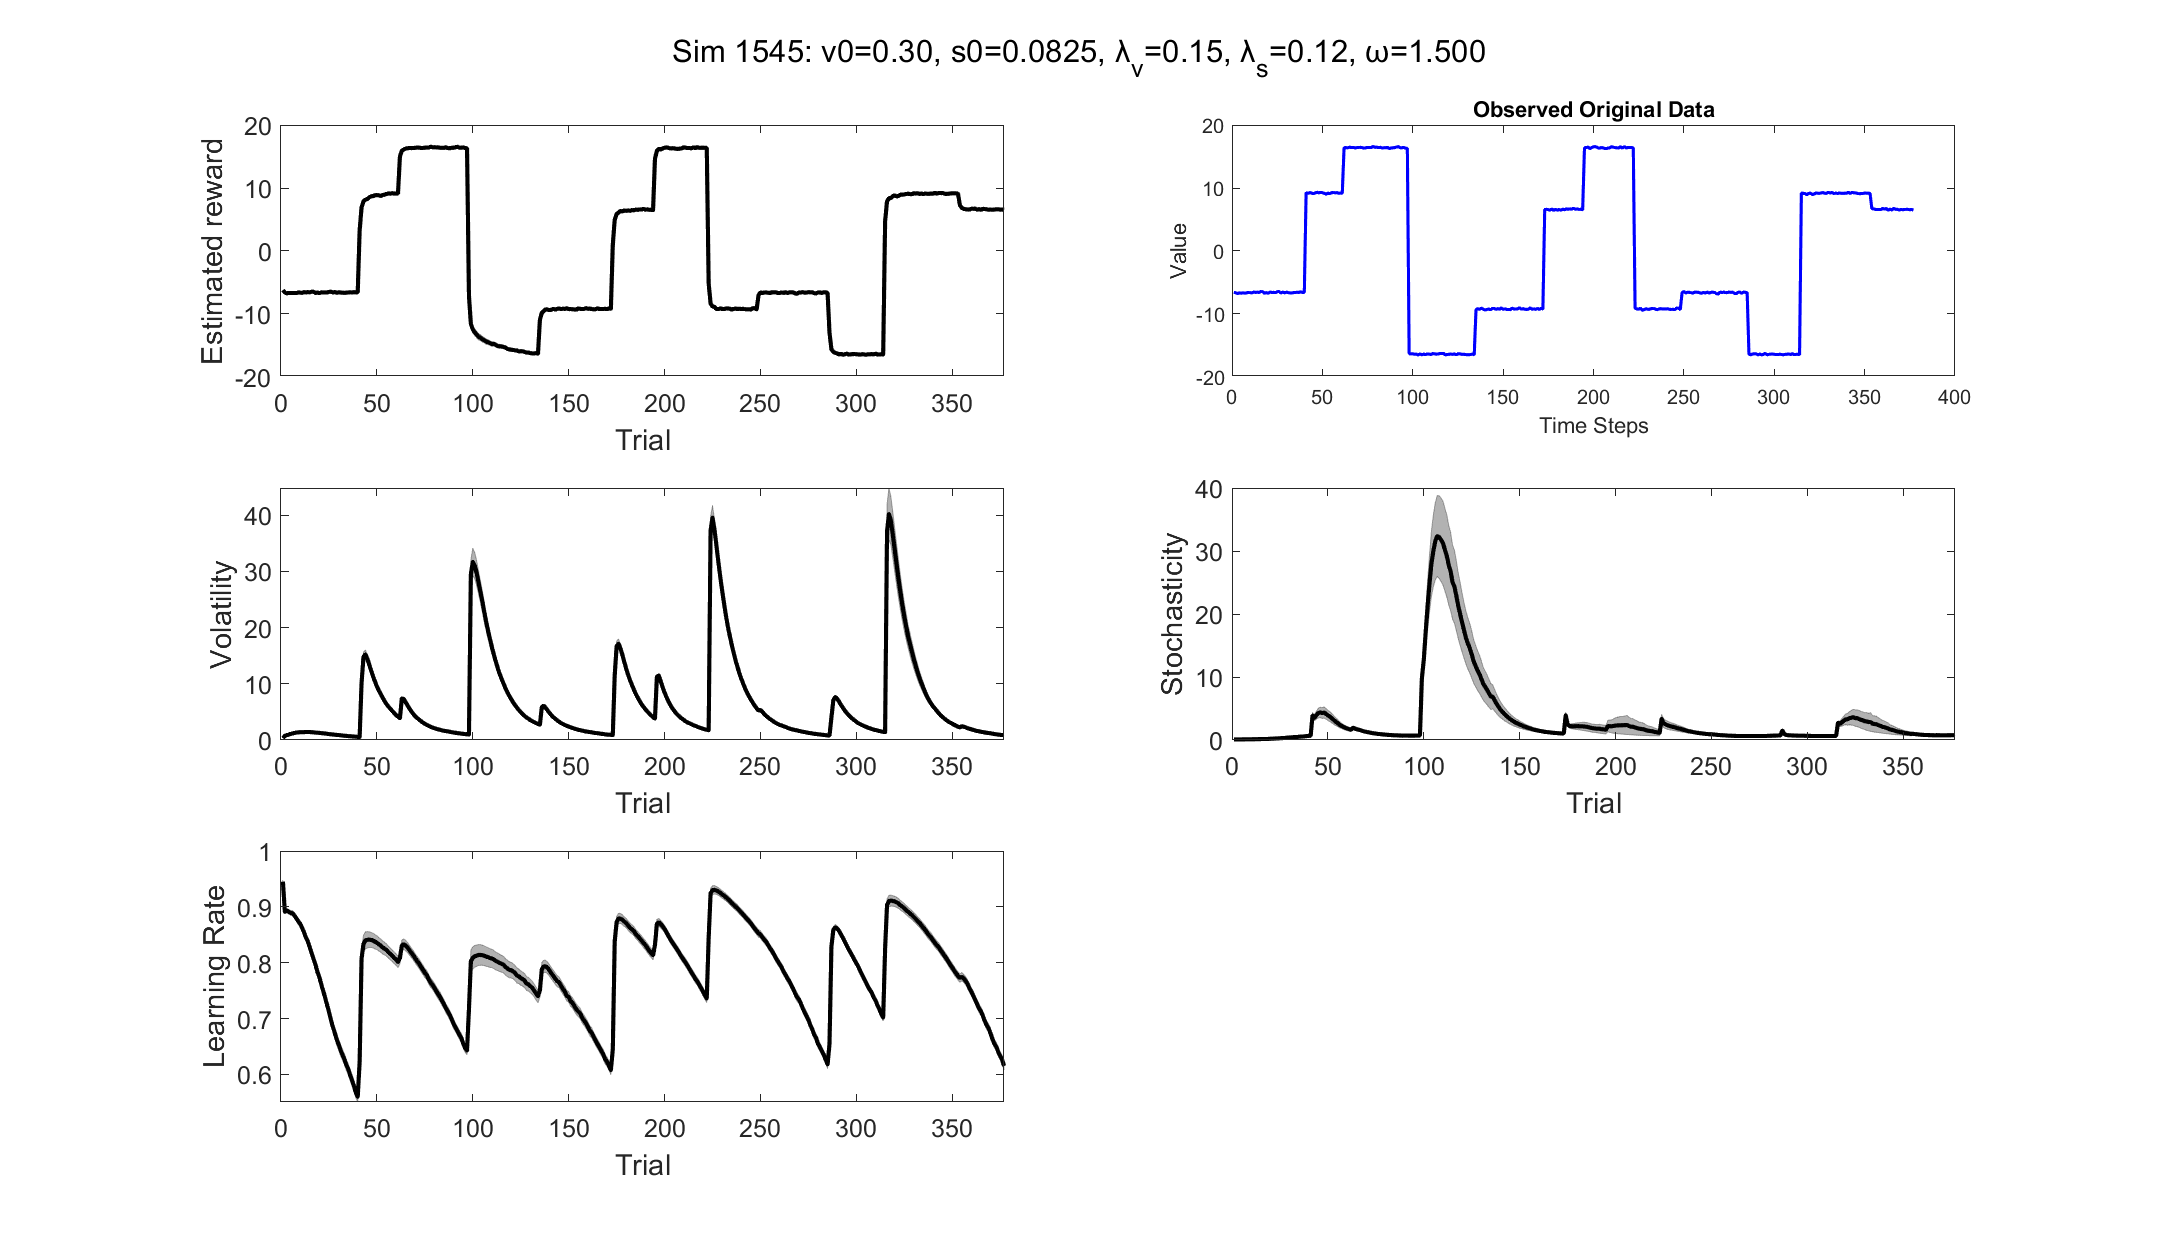 Sim 1545: v0=0.30, s0=0.0825, λv=0.15, λs=0.12, ω=1.500
20
10
0
-10
-20
Estimated reward
0 50 100 150 200 250 300 350
Trial
Observed Original Data
20
10
0
-10
-20
Value
0 50 100 150 200 250 300 350 400
Time Steps
40
30
20
10
0
Volatility
0 50 100 150 200 250 300 350
Trial
40
30
20
10
0
Stochasticity
0 50 100 150 200 250 300 350
Trial
1
0.9
0.8
0.7
0.6
Learning Rate
0 50 100 150 200 250 300 350
Trial